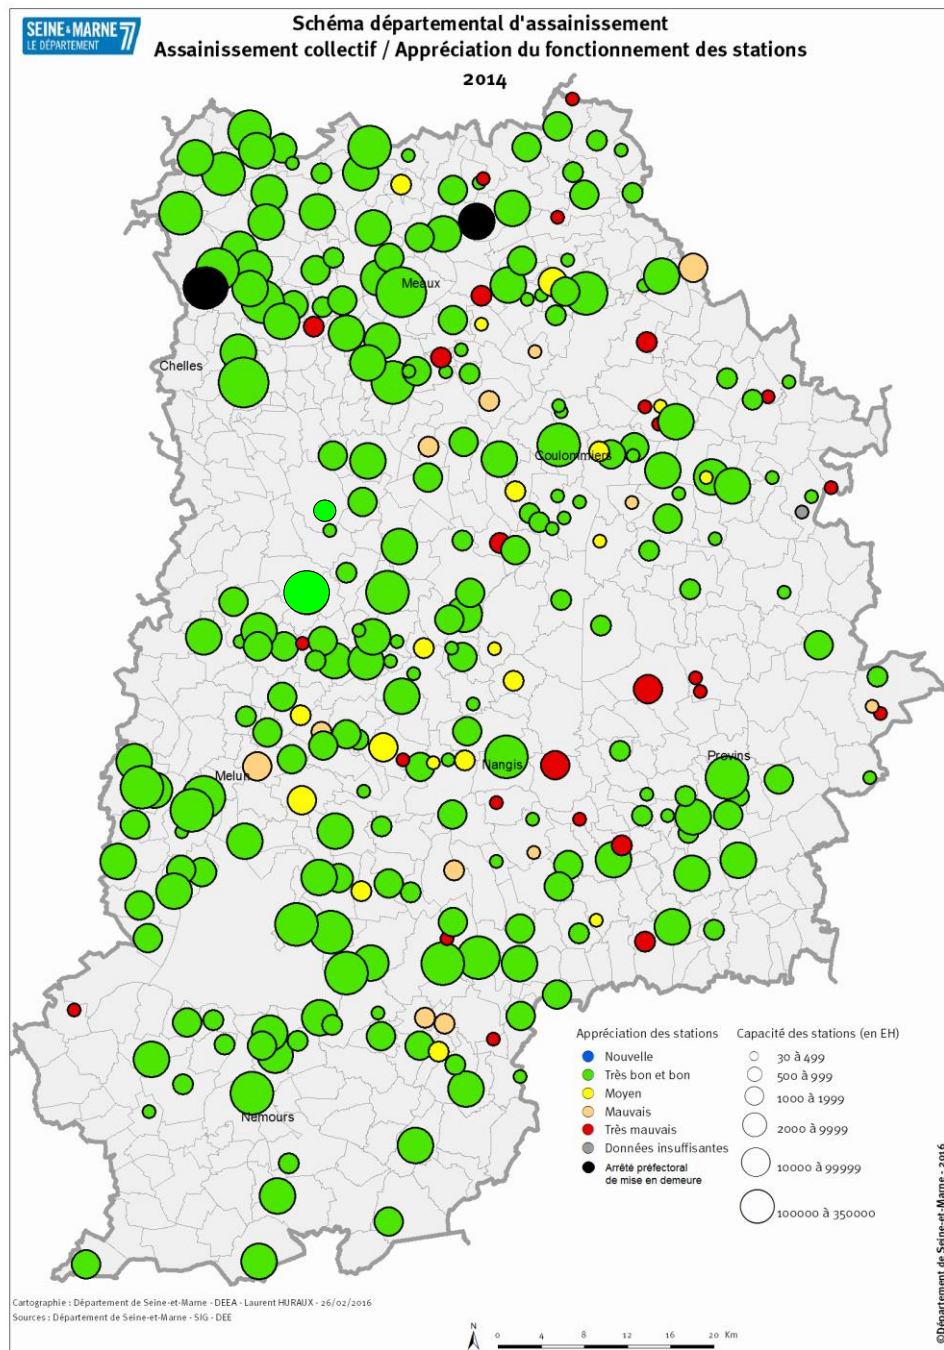 SEINE & MARNE 77
LE DÉPARTEMENT
Schéma départemental d'assainissement
Assainissement collectif / Appréciation du fonctionnement des stations
2014
Meaux
Chelles
Coulommiers
Provins
Nangis
Melun
Nemours
Appréciation des stations
Nouvelle
Très bon et bon
Moyen
Mauvais
Très mauvais
Données insuffisantes
Arrêté préfectoral
de mise en demeure
Capacité des stations (en EH)
30 à 499
500 à 999
1000 à 1999
2000 à 9999
10000 à 99999
100000 à 350000
Cartographie : Département de Seine-et-Marne - DEEA - Laurent HURAUX - 26/02/2016
Sources : Département de Seine-et-Marne - SIG - DEE
N
0 4 8 12 16 20 Km
©Département de Seine-et-Marne - 2016